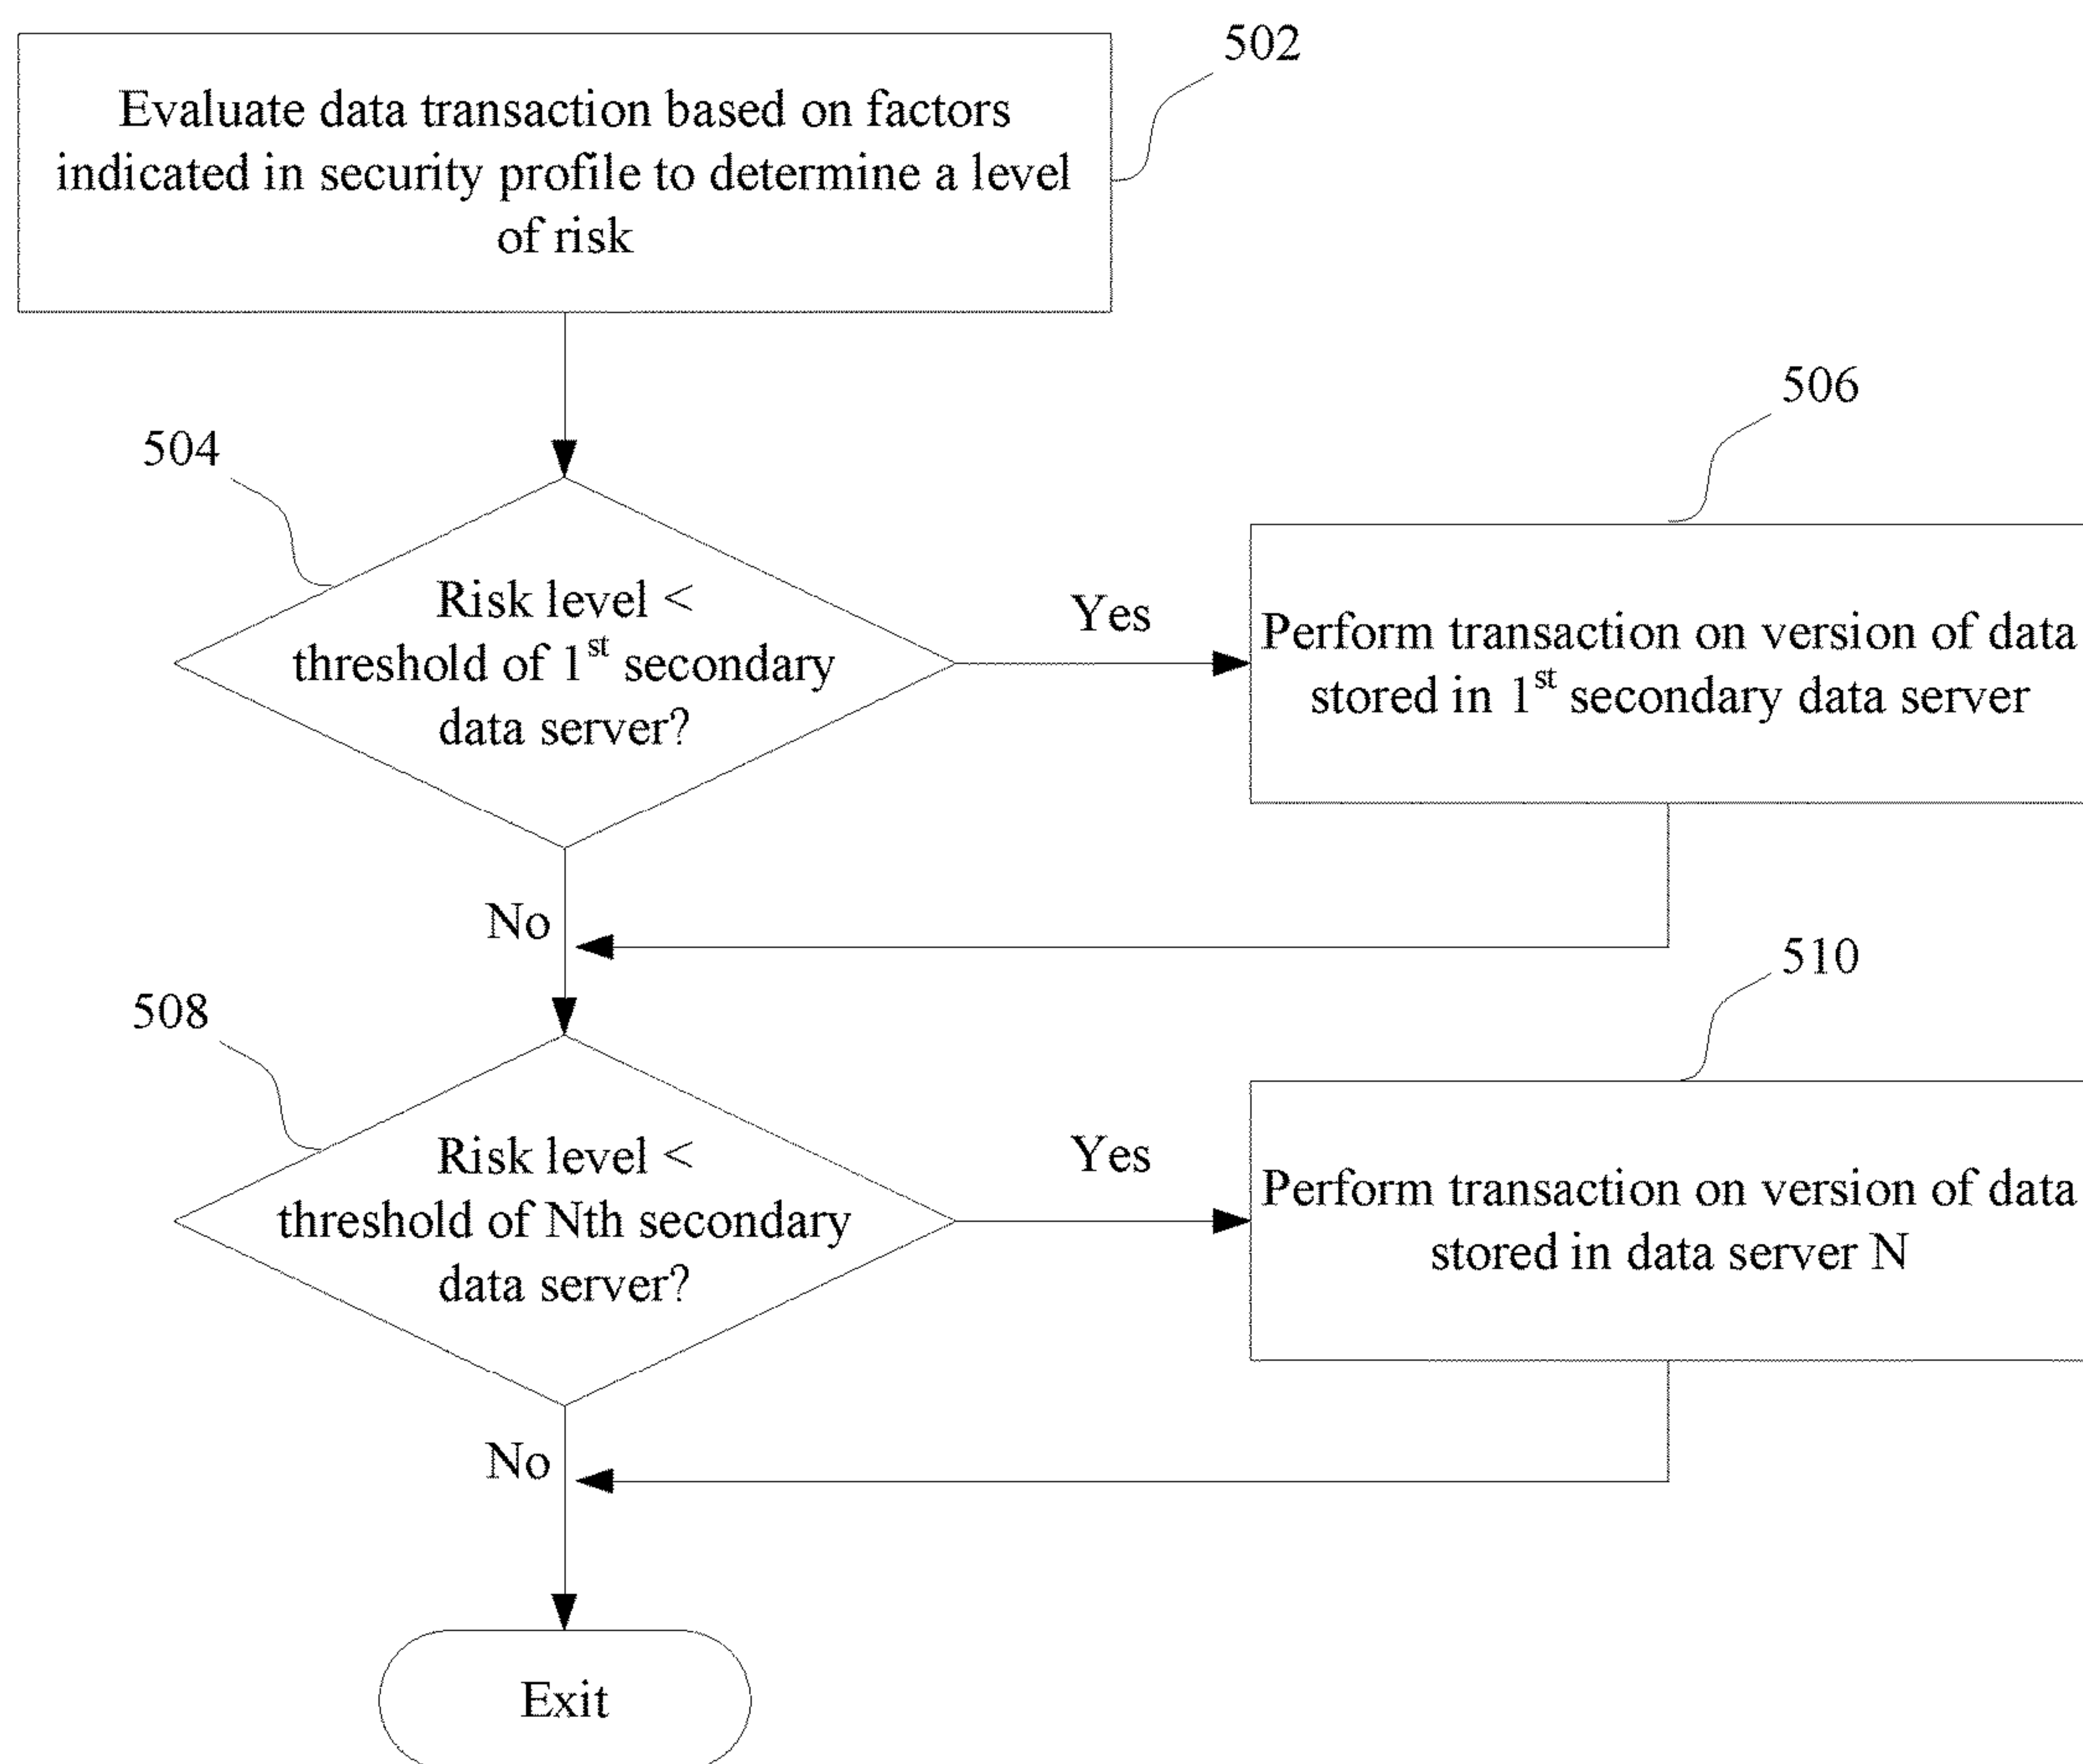 502
Evaluate data transaction based on factors
indicated in security profile to determine a level
of risk
504
Risk level <
threshold of 1st secondary
data server?
Yes
506
Perform transaction on version of data
stored in 1st secondary data server
No
508
Risk level <
threshold of Nth secondary
data server?
Yes
510
Perform transaction on version of data
stored in data server N
No
Exit